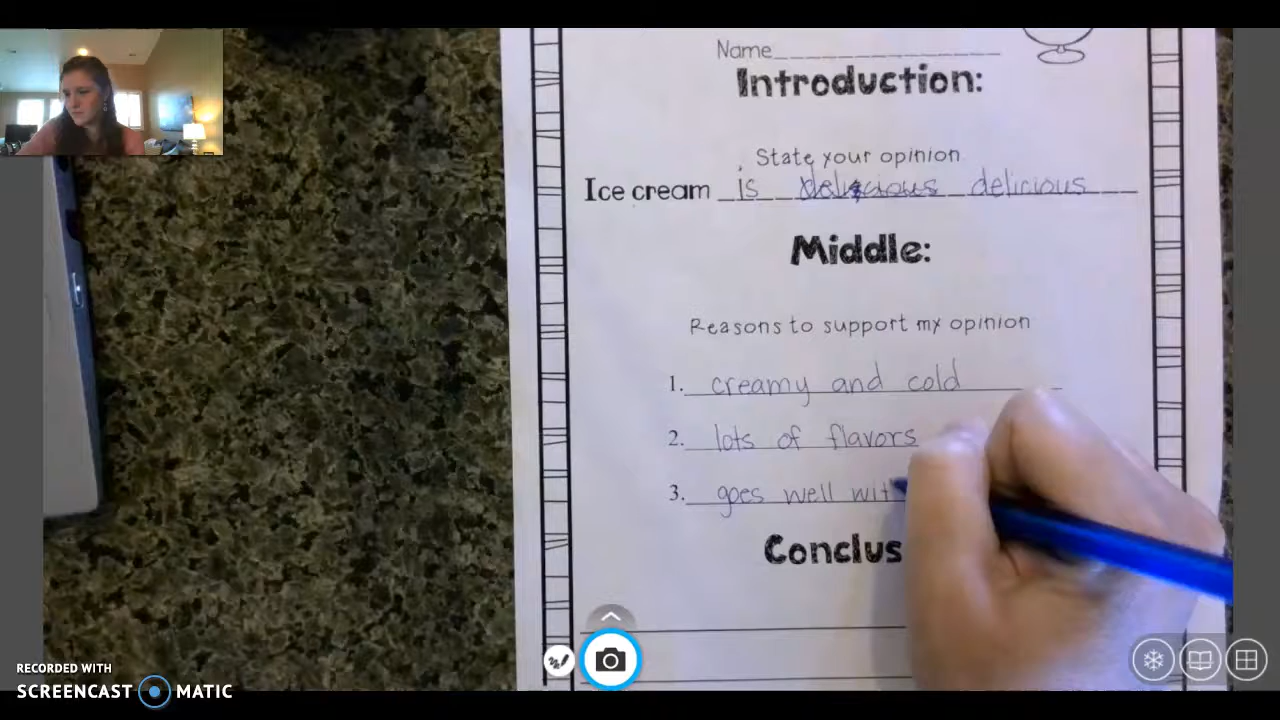 Name
Introduction:
State your opinion
Ice cream is delicious delicious
Middle:
Reasons to support my opinion
1. creamy and cold
2. lots of flavors
3. goes well wit
Conclus
RECORDED WITH
SCREENCAST MATIC